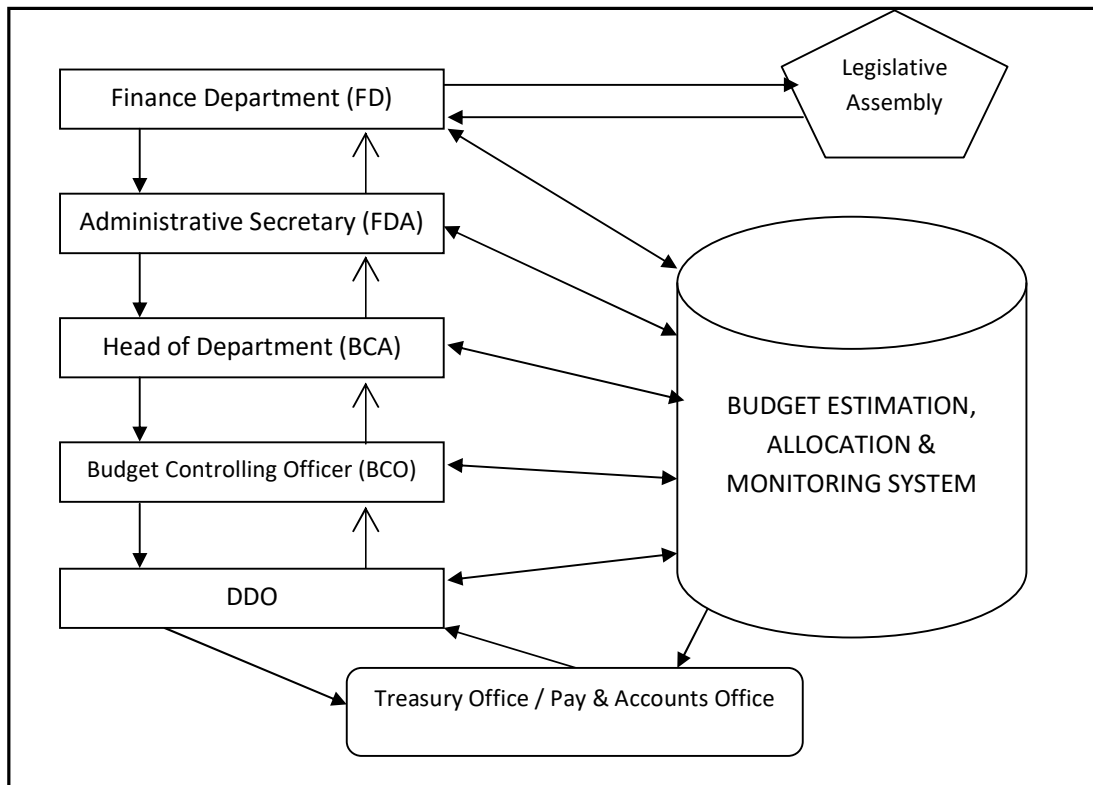 Finance Department (FD)
Legislative
Assembly
Administrative Secretary (FDA)
Head of Department (BCA)
Budget Controlling Officer (BCO)
DDO
BUDGET ESTIMATION,
ALLOCATION &
MONITORING SYSTEM
Treasury Office / Pay & Accounts Office